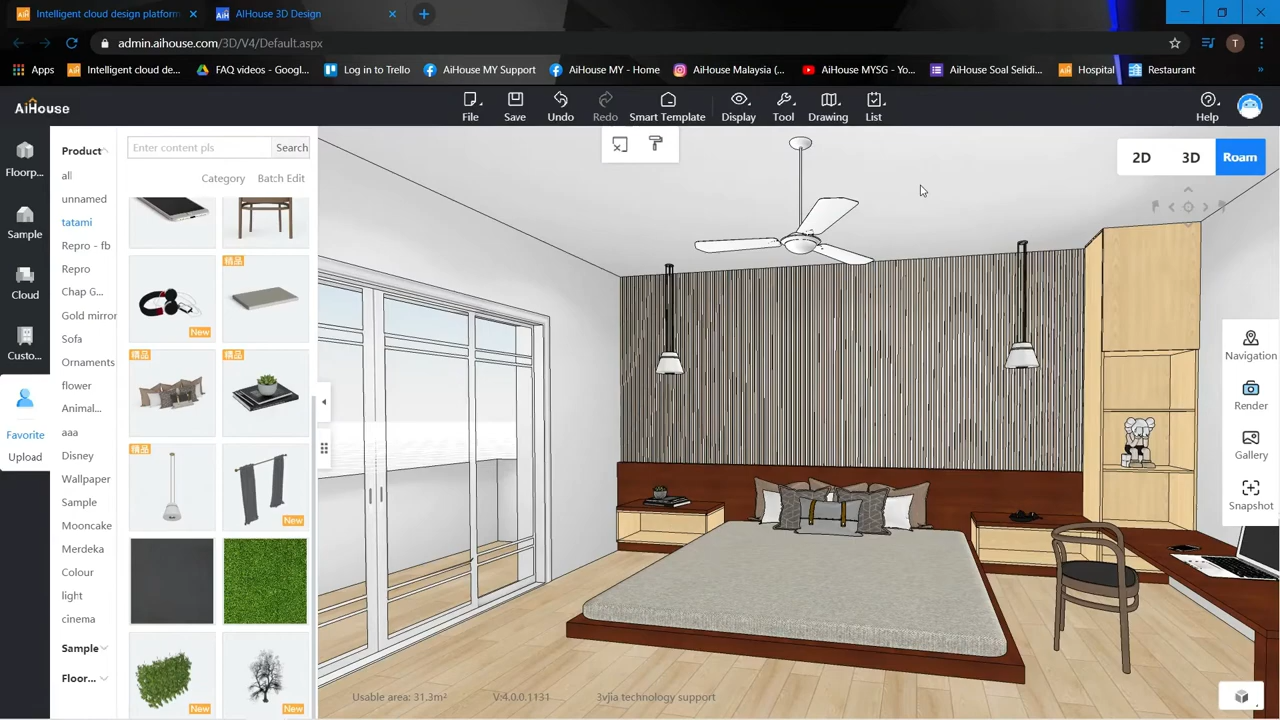 Intelligent cloud design platform
AIHouse 3D Design
admin.aihouse.com/3D/V4/Default.aspx
T
Apps
Intelligent cloud de...
FAQ videos - Googl...
Log in to Trello
AiHouse MY Support
AiHouse MY - Home
AiHouse Malaysia (...
AiHouse MYSG - Yo...
AiHouse Soal Selidi...
Hospital
Restaurant
»
AiHouse
File
Save
Undo
Redo
Smart Template
Display
Tool
Drawing
List
Help
Floorp...
Sample
Cloud
Custo...
Favorite
Upload
Product
all
unnamed
tatami
Repro - fb
Repro
Chap G...
Gold mirror
Sofa
Ornaments
flower
Animal...
aaa
Disney
Wallpaper
Sample
Mooncake
Merdeka
Colour
light
cinema
Sample
Floor...
Enter content pls
Search
Category
Batch Edit
New
精品
精品
精品
精品
New
New
New
2D
3D
Roam
Navigation
Render
Gallery
Snapshot
Usable area: 31.3m²
V:4.0.0.1131
3vjia technology support